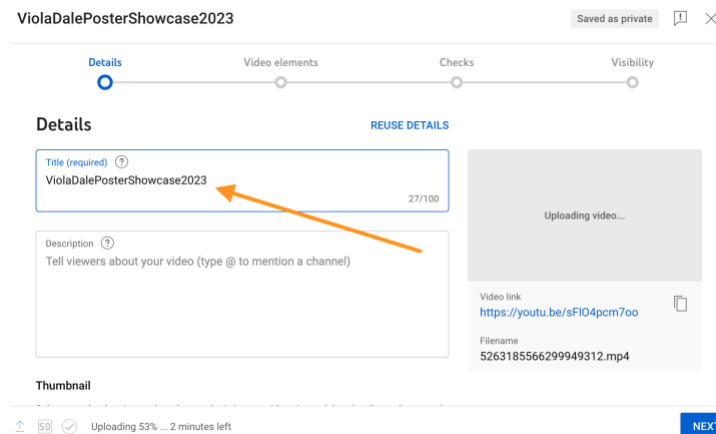 ViolaDalePosterShowcase2023
Saved as private
Details
Video elements
Checks
Visibility
Details
REUSE DETAILS
Title (required) ?
ViolaDalePosterShowcase2023
27/100
Uploading video...
Description ?
Tell viewers about your video (type @ to mention a channel)
Video link
https://youtu.be/sFlO4pcm7oo
Filename
5263185566299949312.mp4
Thumbnail
SD
Uploading 53% ... 2 minutes left
NEXT